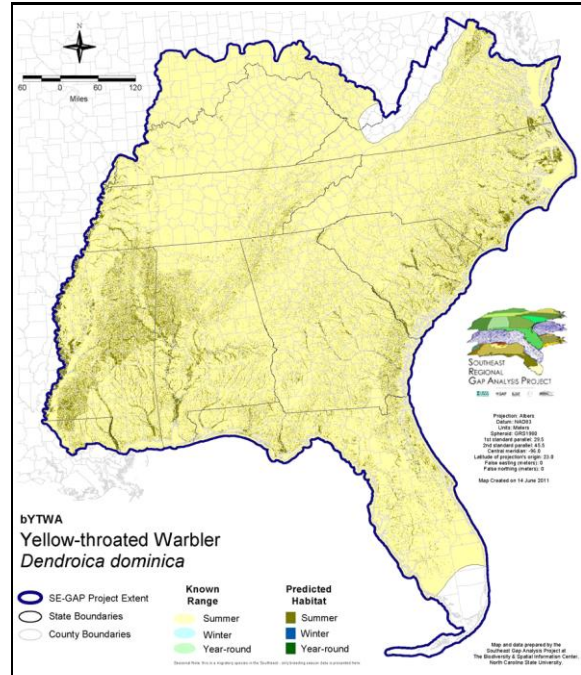 N
60 0 60 120
Miles
SOUTHEAST
REGIONAL
GAP ANALYSIS PROJECT
Projection: Albers
Datum: NAD83
Units: Meters
Spheroid: GRS1980
1st standard parallel: 29.5
2nd standard parallel: 45.5
Central meridian: -96.0
Latitude of projection's origin: 23.0
False easting (meters): 0
False northing (meters): 0
Map Created on 14 June 2011
bYTWA
Yellow-throated Warbler
Dendroica dominica
SE-GAP Project Extent
State Boundaries
County Boundaries
Known
Range
Summer
Winter
Year-round
Predicted
Habitat
Summer
Winter
Year-round
Map and data prepared by the
Southeast Gap Analysis Project at
The Biodiversity & Spatial Information Center,
North Carolina State University